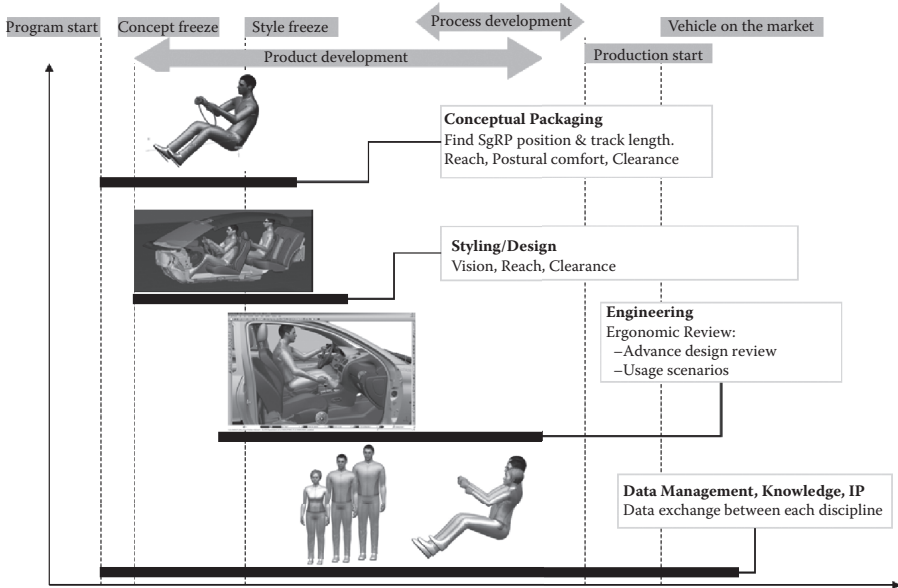 Process development
Program start
Concept freeze
Style freeze
Vehicle on the market
Product development
Production start
Conceptual Packaging
Find SgRP position & track length.
Reach, Postural comfort, Clearance
Styling/Design
Vision, Reach, Clearance
Engineering
Ergonomic Review:
–Advance design review
–Usage scenarios
Data Management, Knowledge, IP
Data exchange between each discipline